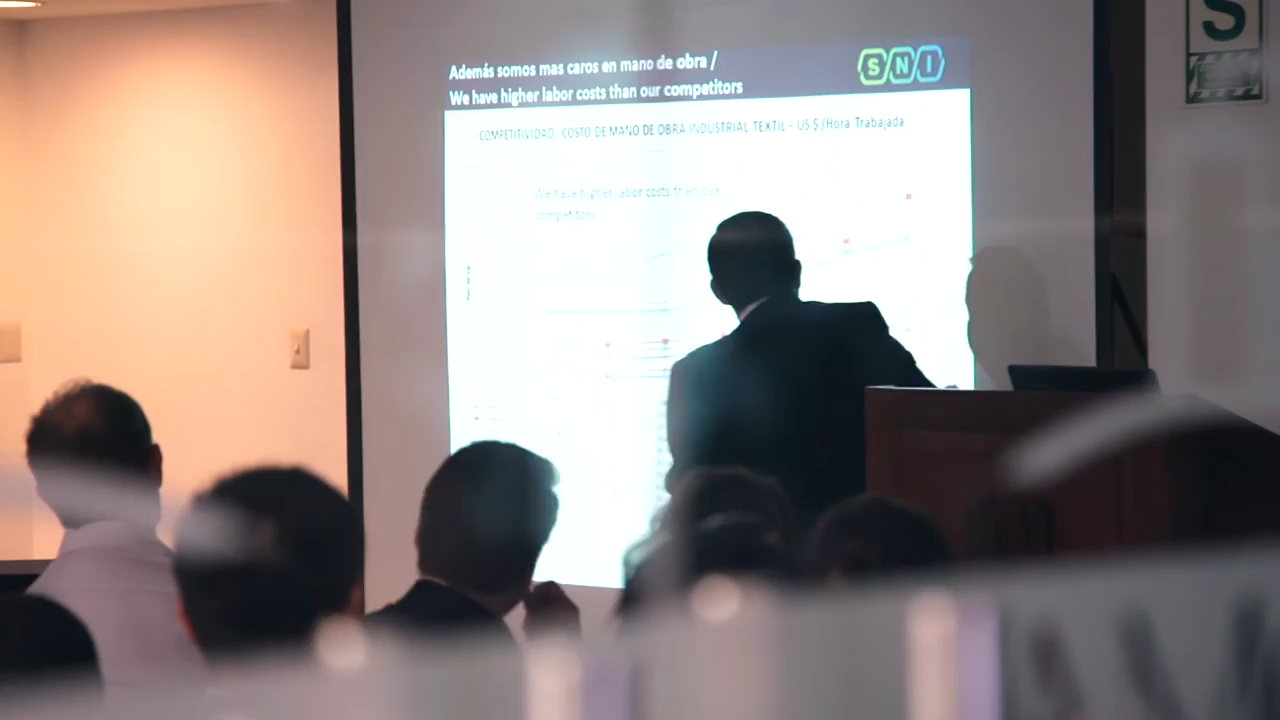 Además somos mas caros en mano de obra /
We have higher labor costs than our competitors
SNI
COMPETITIVIDAD: COSTO DE MANO DE OBRA INDUSTRIAL TEXTIL - US $ /Hora Trabajada
We have higher labor costs than our
competitors
S